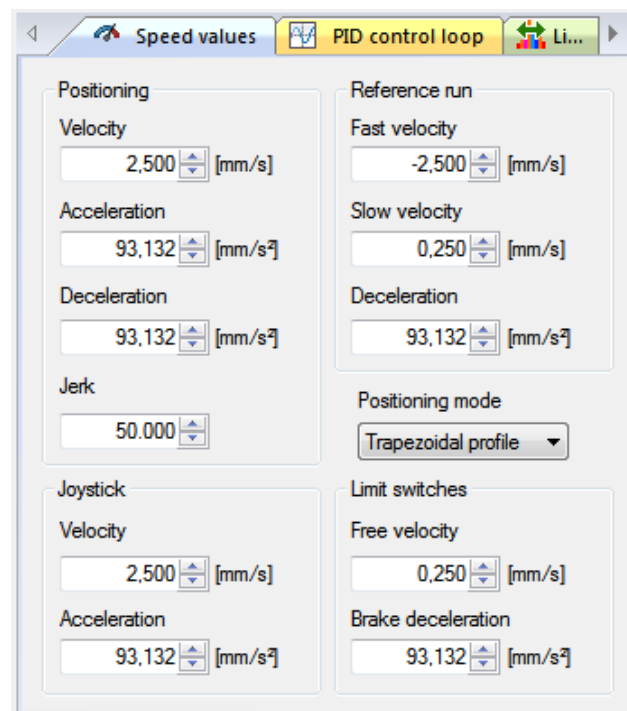 Speed values
PID control loop
Li...
Positioning
Velocity
2,500 [mm/s]
Acceleration
93,132 [mm/s²]
Deceleration
93,132 [mm/s²]
Jerk
50.000
Reference run
Fast velocity
-2,500 [mm/s]
Slow velocity
0,250 [mm/s]
Deceleration
93,132 [mm/s²]
Positioning mode
Trapezoidal profile
Joystick
Velocity
2,500 [mm/s]
Acceleration
93,132 [mm/s²]
Limit switches
Free velocity
0,250 [mm/s]
Brake deceleration
93,132 [mm/s²]